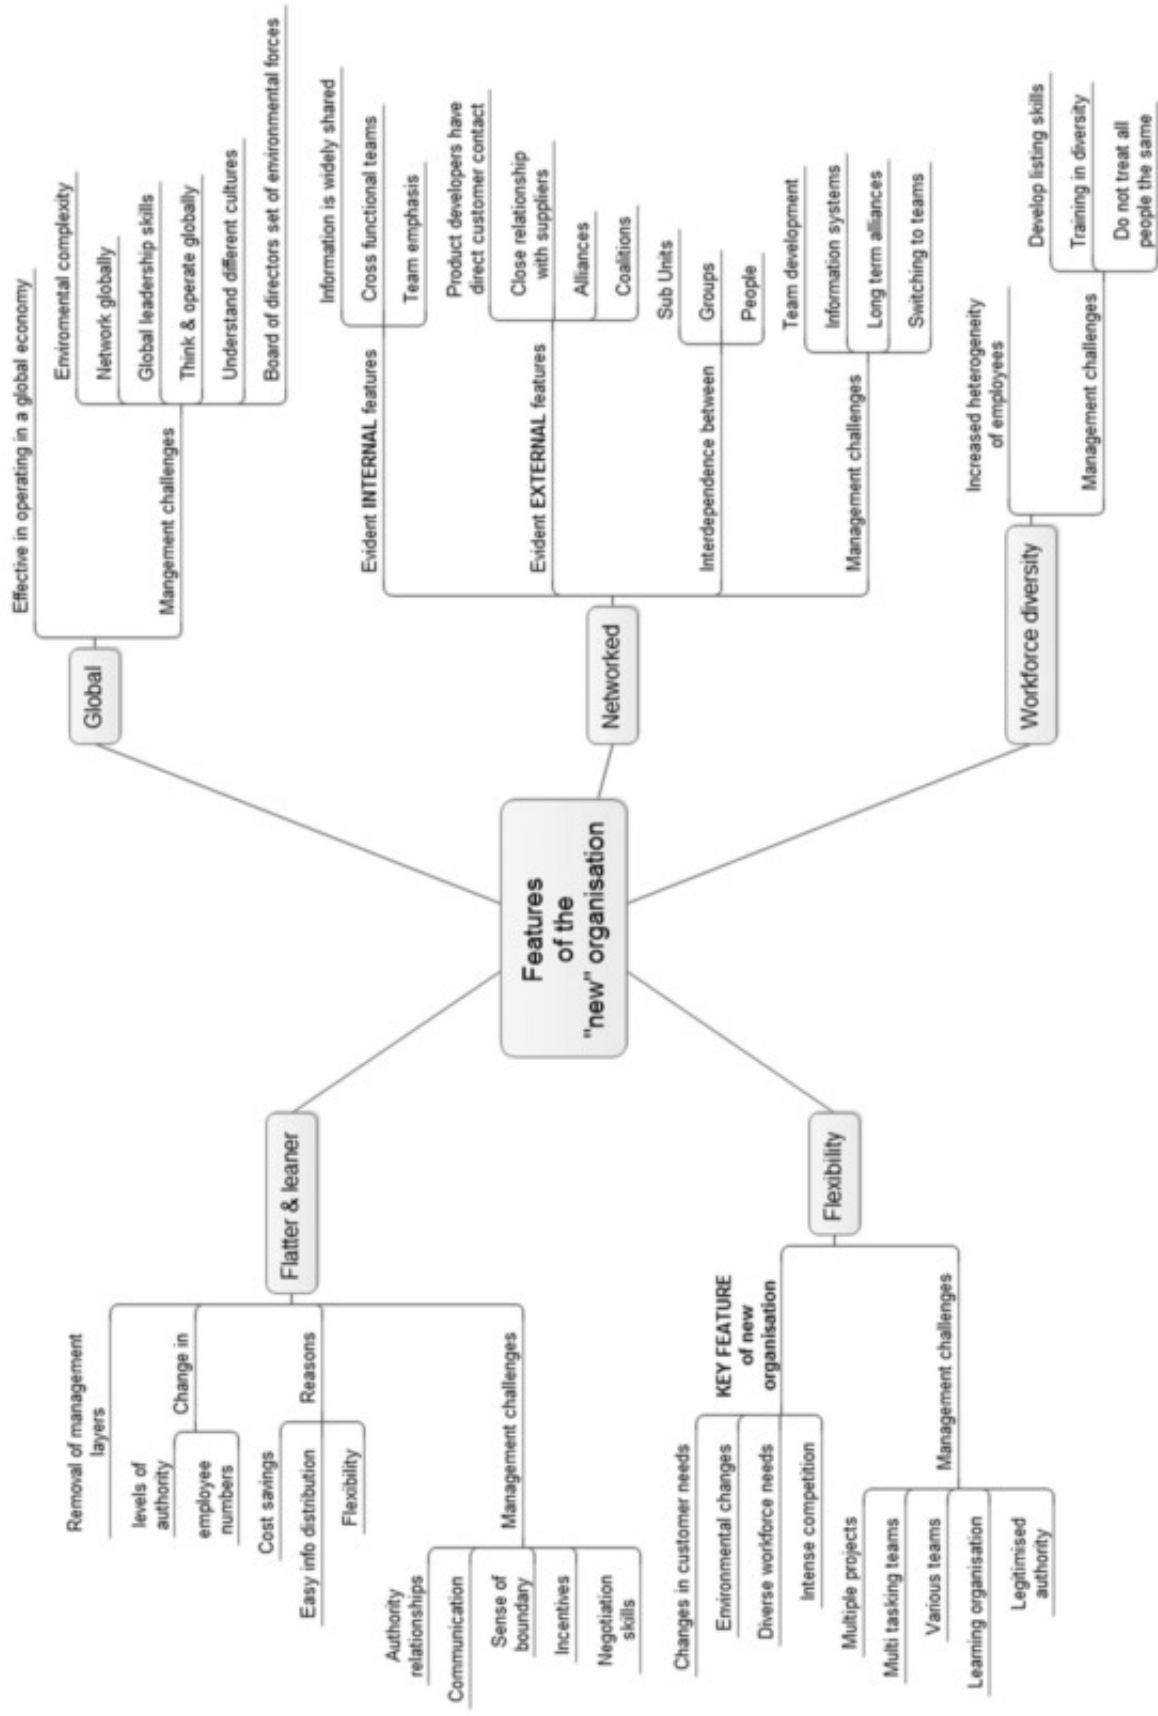 Features
of the
"new" organisation
Global
Effective in operating in a global economy
Mangement challenges
Enviromental complexity
Network globally
Global leadership skills
Think & operate globally
Understand different cultures
Board of directors set of environmental forces
Networked
Evident INTERNAL features
Information is widely shared
Cross functional teams
Team emphasis
Evident EXTERNAL features
Product developers have
direct customer contact
Close relationship
with suppliers
Alliances
Coalitions
Interdependence between
Sub Units
Groups
People
Management challenges
Team development
Information systems
Long term alliances
Switching to teams
Workforce diversity
Increased heterogeneity
of employees
Management challenges
Develop listing skills
Training in diversity
Do not treat all
people the same
Flatter & leaner
Removal of management
layers
Change in
levels of
authority
employee
numbers
Reasons
Cost savings
Easy info distribution
Flexibility
Management challenges
Authority
relationships
Communication
Sense of
boundary
Incentives
Negotiation
skills
Flexibility
KEY FEATURE
of new
organisation
Changes in customer needs
Environmental changes
Diverse workforce needs
Intense competition
Management challenges
Multiple projects
Multi tasking teams
Various teams
Learning organisation
Legitimised
authority